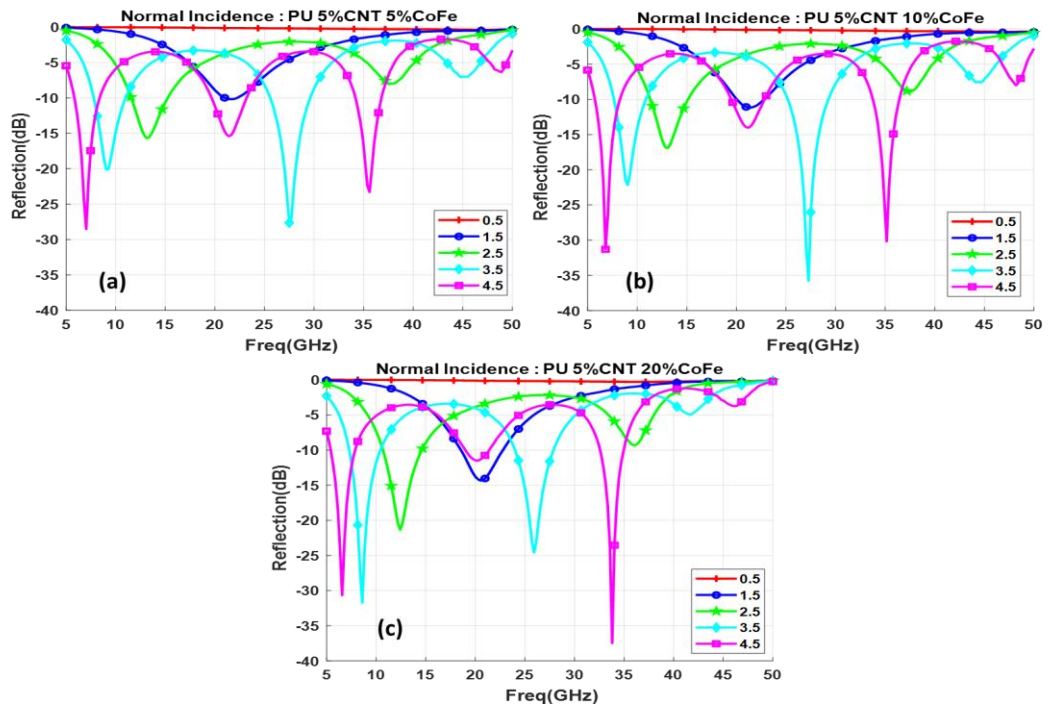 Normal Incidence : PU 5%CNT 5%CoFe
Reflection(dB)
0
-5
-10
-15
-20
-25
-30
-35
-40
(a)
0.5
1.5
2.5
3.5
4.5
5 10 15 20 25 30 35 40 45 50
Freq(GHz)
Normal Incidence : PU 5%CNT 10%CoFe
Reflection(dB)
0
-5
-10
-15
-20
-25
-30
-35
-40
(b)
0.5
1.5
2.5
3.5
4.5
5 10 15 20 25 30 35 40 45 50
Freq(GHz)
Normal Incidence : PU 5%CNT 20%CoFe
Reflection(dB)
0
-5
-10
-15
-20
-25
-30
-35
-40
(c)
0.5
1.5
2.5
3.5
4.5
5 10 15 20 25 30 35 40 45 50
Freq(GHz)